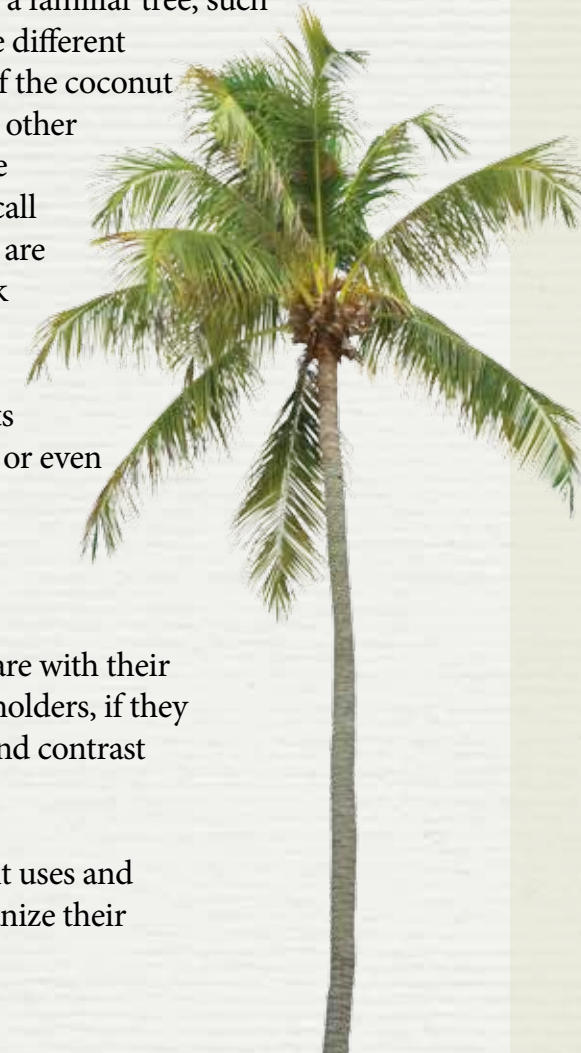 a familiar tree, such
different
f the coconut
other
call
are
or even
are with their
holders, if they
nd contrast
t uses and
nize their